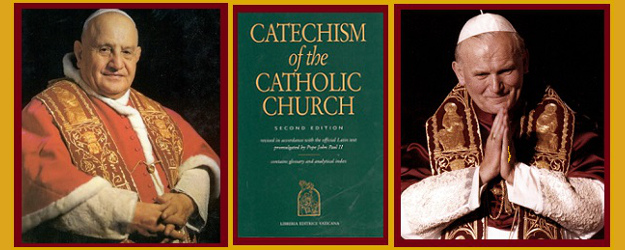 CATECHISM
of the
CATHOLIC
CHURCH
SECOND EDITION
revised in accordance with the official Latin text
promulgated by Pope John Paul II
contains glossary and analytical index
LIBRERIA EDITRICE VATICANA